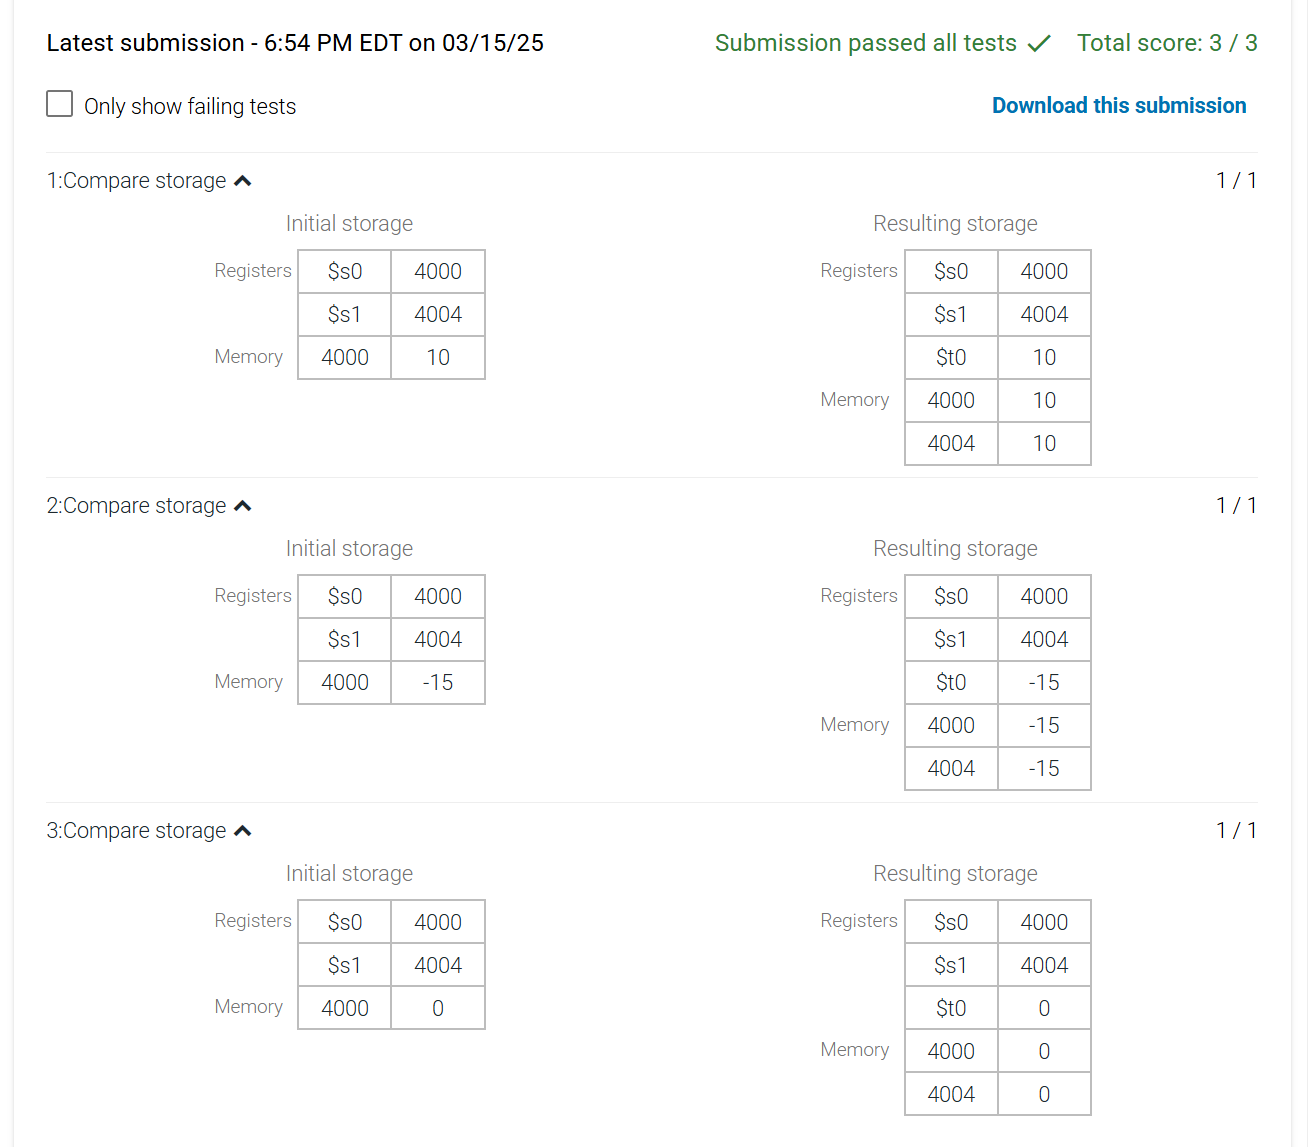 Latest submission - 6:54 PM EDT on 03/15/25 Submission passed all tests Total score: 3 / 3
Only show failing tests Download this submission
1:Compare storage 1 / 1
Initial storage Resulting storage
Registers $s0 4000 Registers $s0 4000
$s1 4004 $s1 4004
Memory 4000 10 $t0 10
Memory 4000 10
4004 10
2:Compare storage 1 / 1
Initial storage Resulting storage
Registers $s0 4000 Registers $s0 4000
$s1 4004 $s1 4004
Memory 4000 -15 $t0 -15
Memory 4000 -15
4004 -15
3:Compare storage 1 / 1
Initial storage Resulting storage
Registers $s0 4000 Registers $s0 4000
$s1 4004 $s1 4004
Memory 4000 0 $t0 0
Memory 4000 0
4004 0